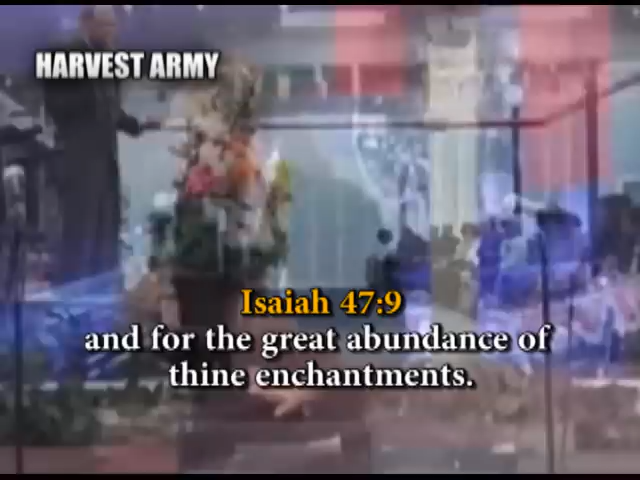 HARVEST ARMY
Isaiah 47:9
and for the great abundance of
thine enchantments.